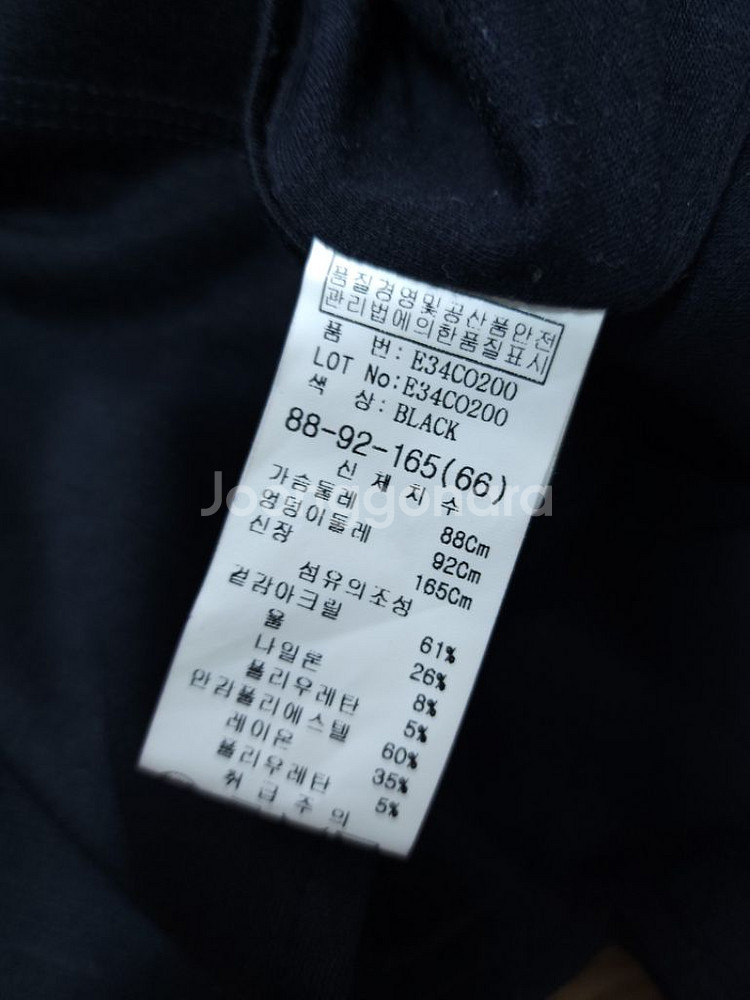 품질경영및공산품안전
관리법에의한품질표시
품 번: E34CO200
LOT No:E34CO200
색 상: BLACK
88-92-165(66)
신 체 치 수
가슴둘레 88Cm
엉덩이둘레 92Cm
신장 165Cm
섬유의조성
겉감아크릴 61%
울 26%
나일론 8%
폴리우레탄 5%
안감폴리에스텔 60%
레이온 35%
폴리우레탄 5%
취 급 주 의
Joonggonara